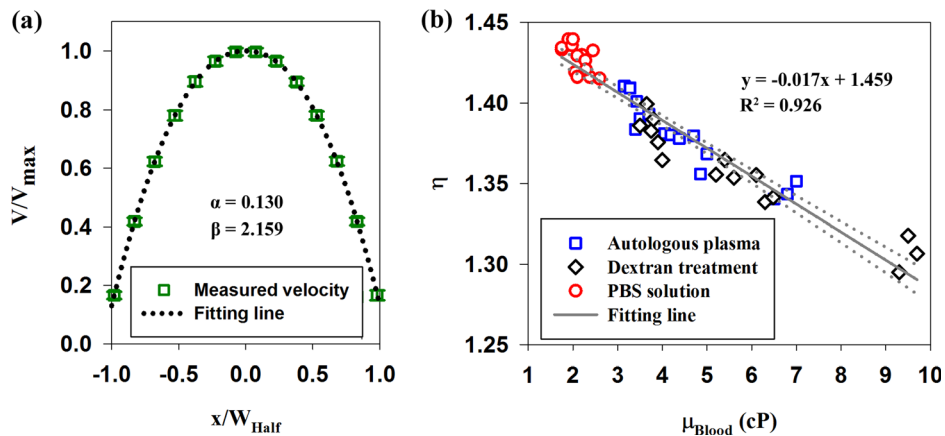 (a)
V/Vmax
1.0
0.8
0.6
0.4
0.2
0.0
α = 0.130
β = 2.159
Measured velocity
Fitting line
-1.0 -0.5 0.0 0.5 1.0
x/WHalf
(b)
η
1.45
1.40
1.35
1.30
1.25
y = -0.017x + 1.459
R² = 0.926
Autologous plasma
Dextran treatment
PBS solution
Fitting line
1 2 3 4 5 6 7 8 9 10
μBlood (cP)